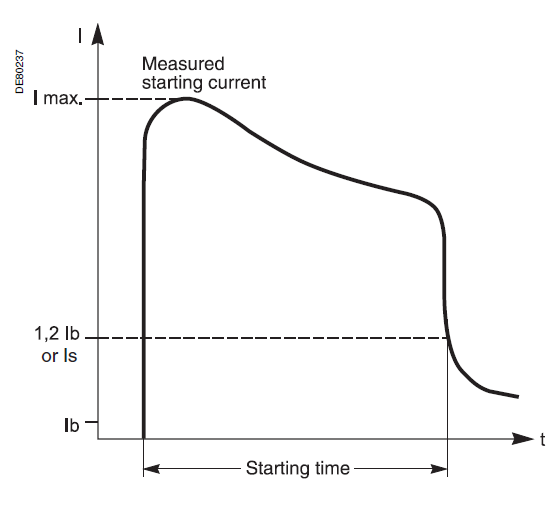 I
DE80237
Measured
starting current
I max.
1,2 Ib
or Is
Ib
t
Starting time